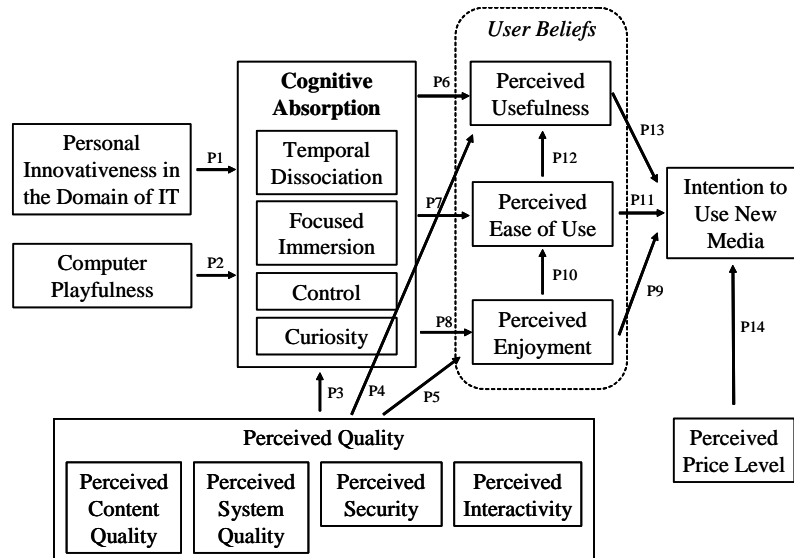 User Beliefs
Cognitive
Absorption
P6
Perceived
Usefulness
P13
Personal
Innovativeness in
the Domain of IT
P1
Temporal
Dissociation
P12
P7
Focused
Immersion
Perceived
Ease of Use
P11
Intention to
Use New
Media
Computer
Playfulness
P2
Control
P10
P9
Curiosity
P8
Perceived
Enjoyment
P14
P3
P4
P5
Perceived Quality
Perceived
Content
Quality
Perceived
System
Quality
Perceived
Security
Perceived
Interactivity
Perceived
Price Level